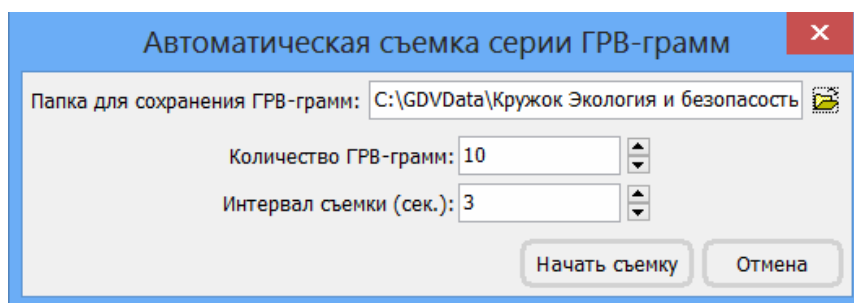 Автоматическая съемка серии ГРВ-грамм
Папка для сохранения ГРВ-грамм: C:\GDVData\Кружок Экология и безопасость
Количество ГРВ-грамм: 10
Интервал съемки (сек.): 3
Начать съемку Отмена